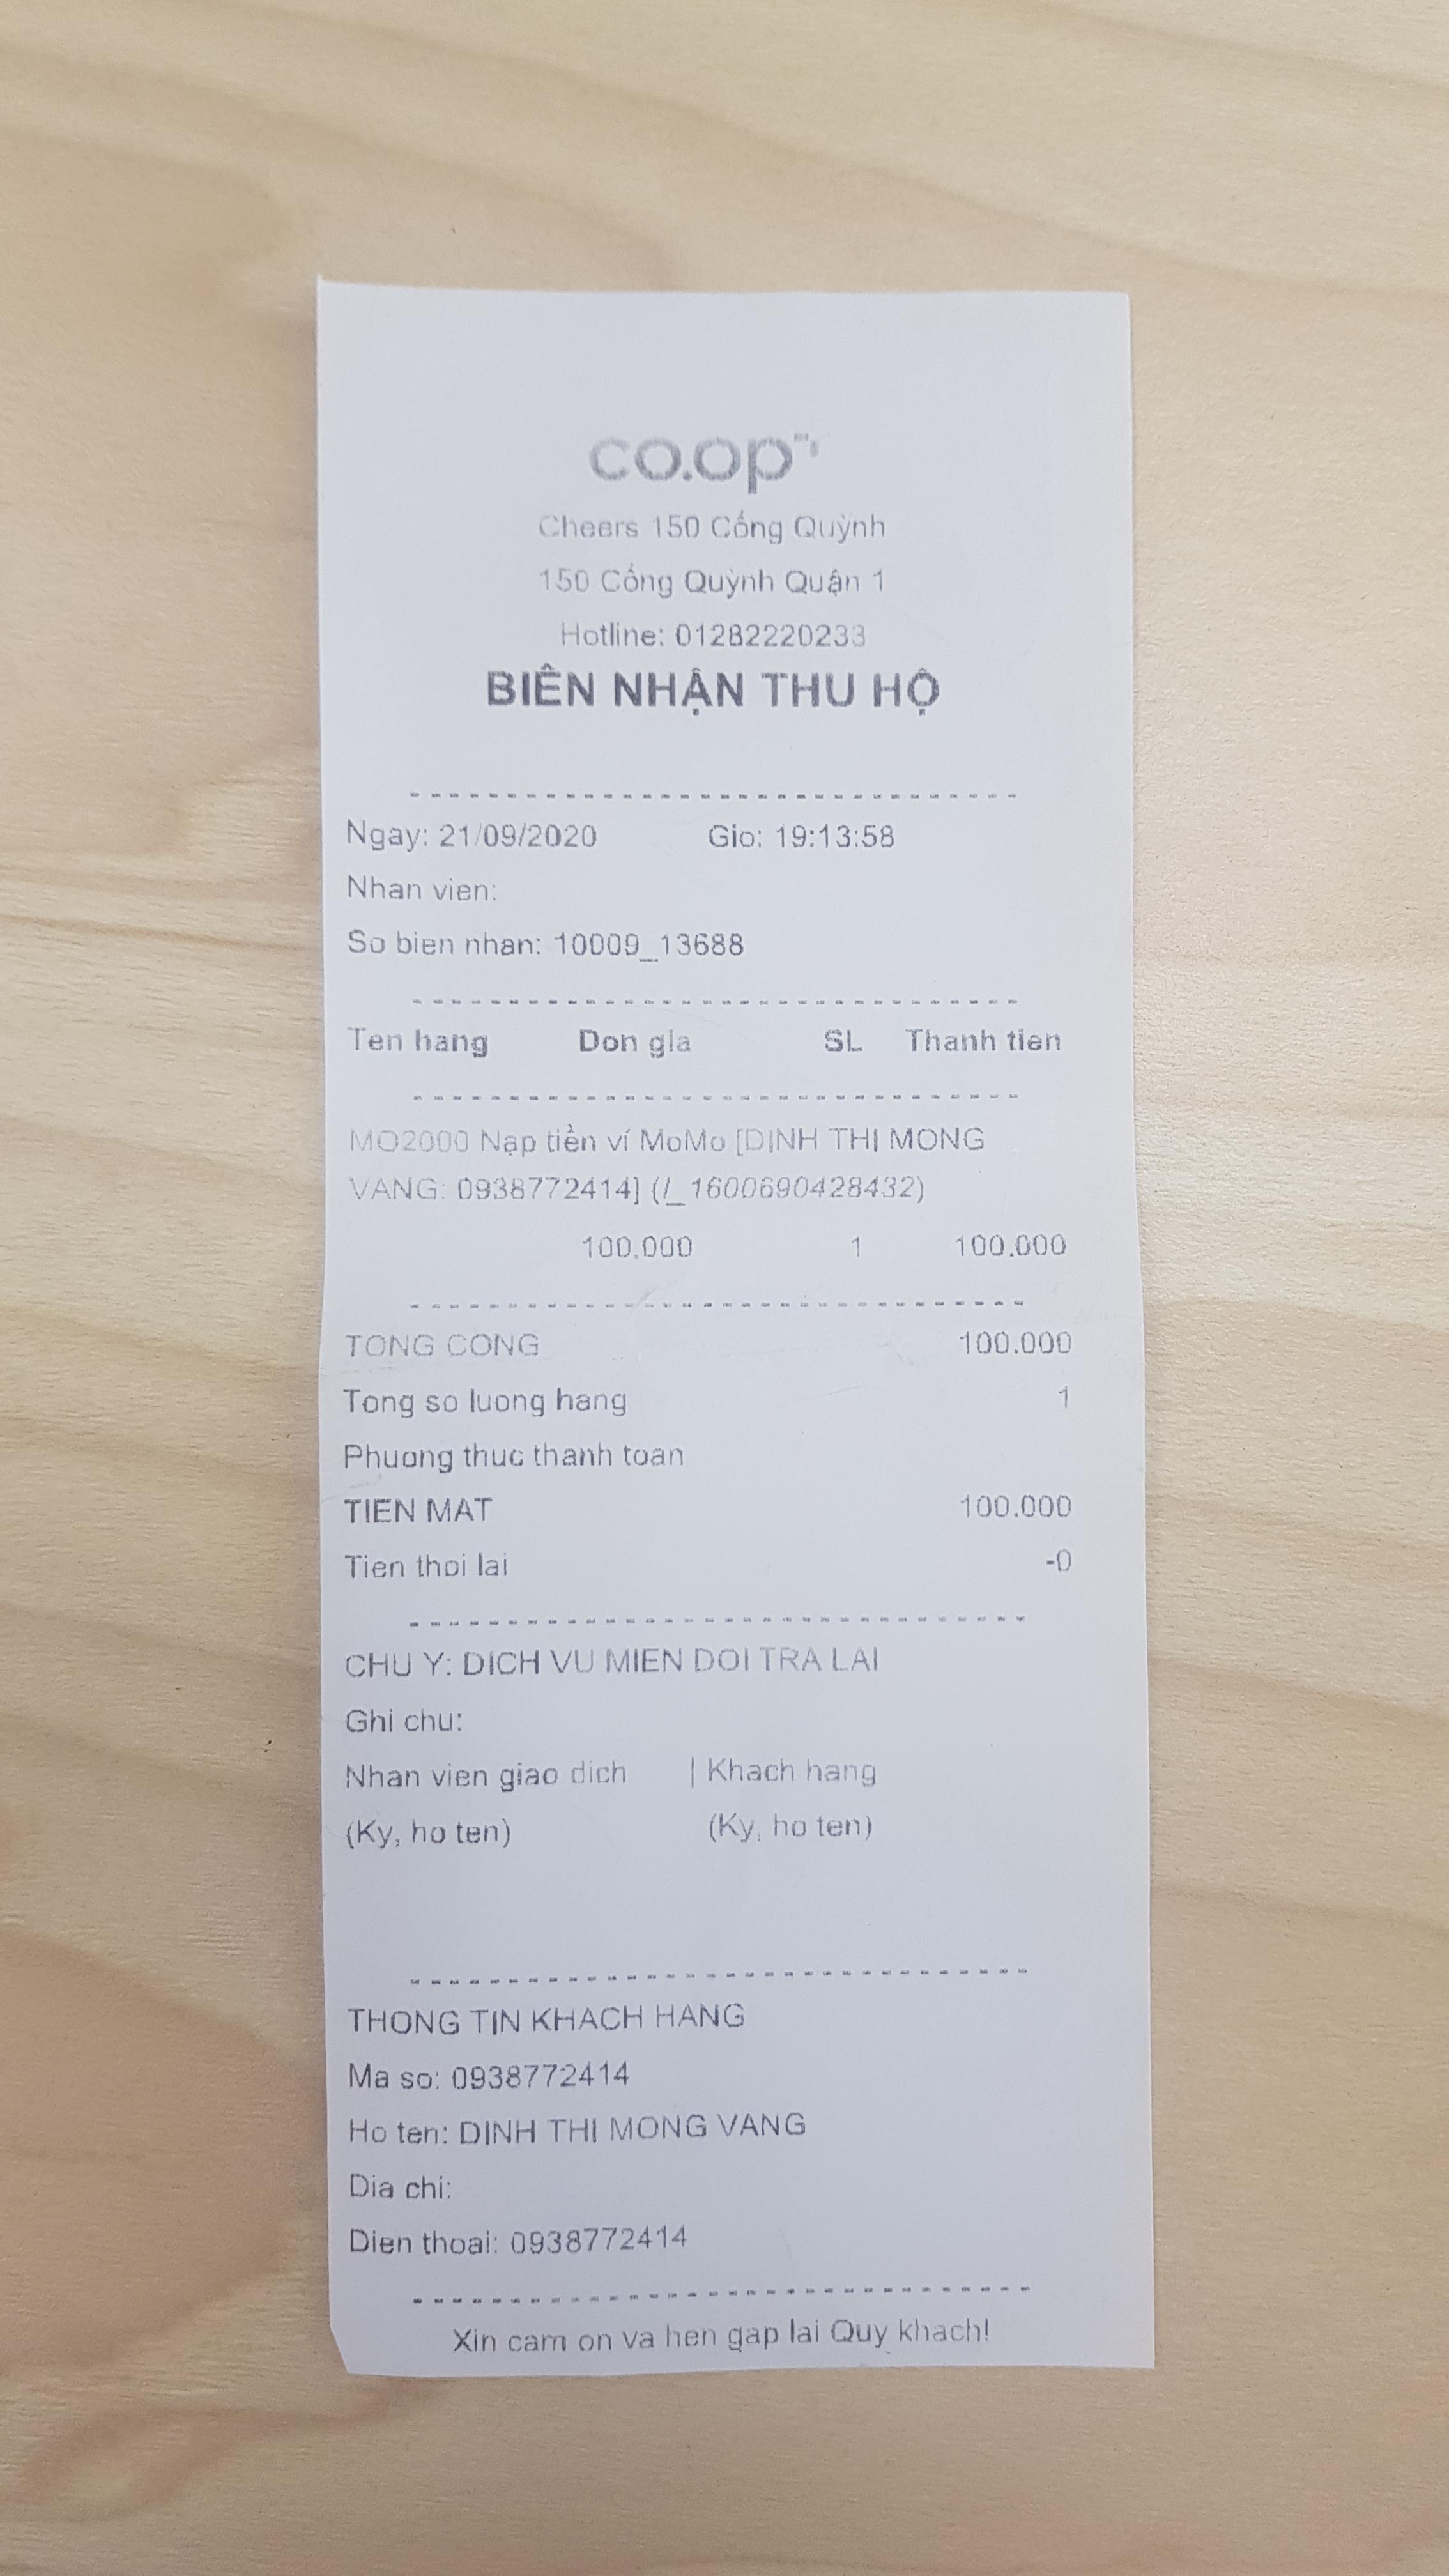 co.op
Cheers 150 Cống Quỳnh
150 Cống Quỳnh Quận 1
Hotline: 01282220233
BIÊN NHẬN THU HỘ
Ngay: 21/09/2020 Gio: 19:13:58
Nhan vien:
So bien nhan: 10009_13688
Ten hang Don gia SL Thanh tien
MO2000 Nạp tiền ví MoMo [DINH THI MONG
VANG: 0938772414] (/_1600690428432)
100.000 1 100.000
TONG CONG 100.000
Tong so luong hang 1
Phuong thuc thanh toan
TIEN MAT 100.000
Tien thoi lai -0
CHU Y: DICH VU MIEN DOI TRA LAI
Ghi chu:
Nhan vien giao dich | Khach hang
(Ky, ho ten) (Ky, ho ten)
THONG TIN KHACH HANG
Ma so: 0938772414
Ho ten: DINH THI MONG VANG
Dia chi:
Dien thoai: 0938772414
Xin cam on va hen gap lai Quy khach!